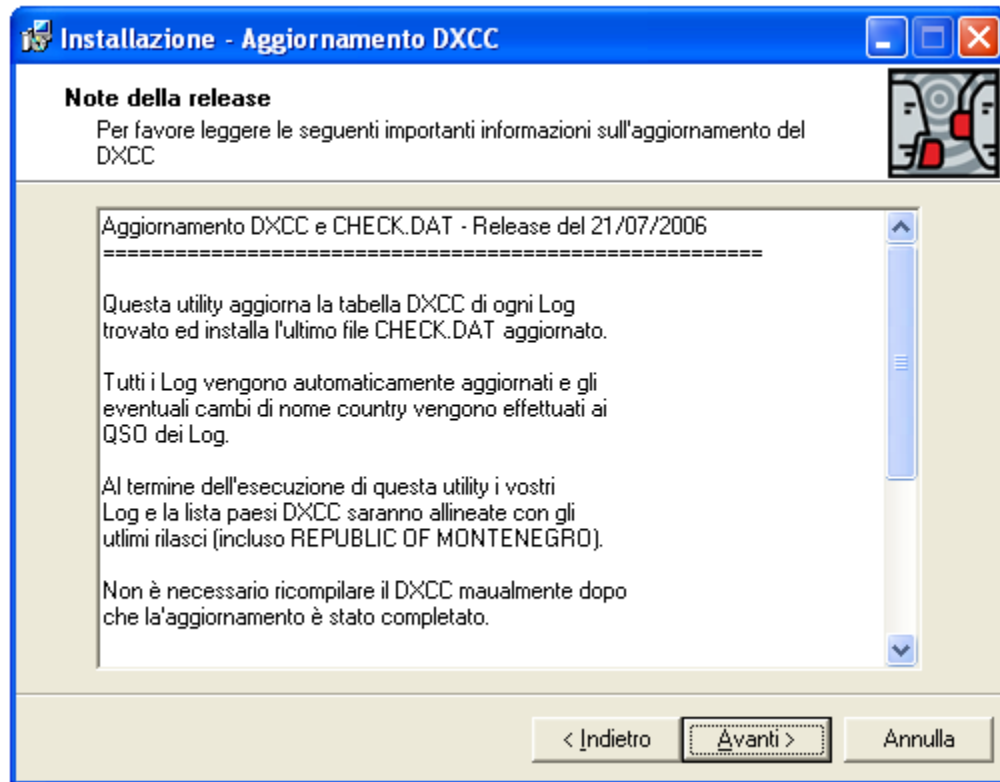 Installazione - Aggiornamento DXCC
Note della release
Per favore leggere le seguenti importanti informazioni sull'aggiornamento del
DXCC
Aggiornamento DXCC e CHECK.DAT - Release del 21/07/2006
=======================================================
Questa utility aggiorna la tabella DXCC di ogni Log
trovato ed installa l'ultimo file CHECK.DAT aggiornato.
Tutti i Log vengono automaticamente aggiornati e gli
eventuali cambi di nome country vengono effettuati ai
QSO dei Log.
Al termine dell'esecuzione di questa utility i vostri
Log e la lista paesi DXCC saranno allineate con gli
utlimi rilasci (incluso REPUBLIC OF MONTENEGRO).
Non è necessario ricompilare il DXCC maualmente dopo
che la'aggiornamento è stato completato.
< Indietro
Avanti >
Annulla